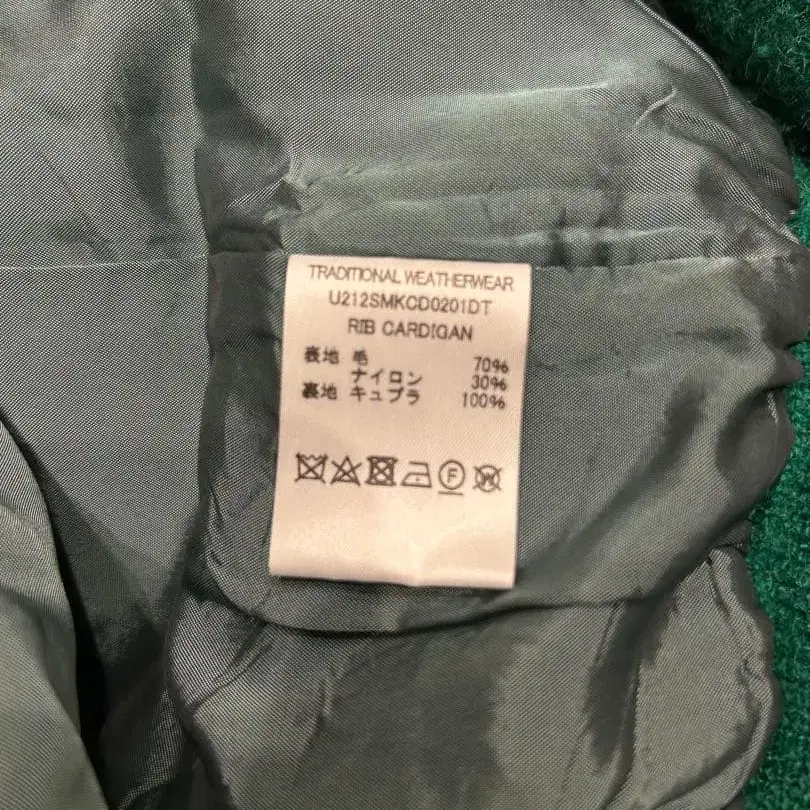 TRADITIONAL WEATHERWEAR
U212SMKCD0201DT
RIB CARDIGAN
表地 毛 70%
ナイロン 30%
裏地 キュプラ 100%
F W